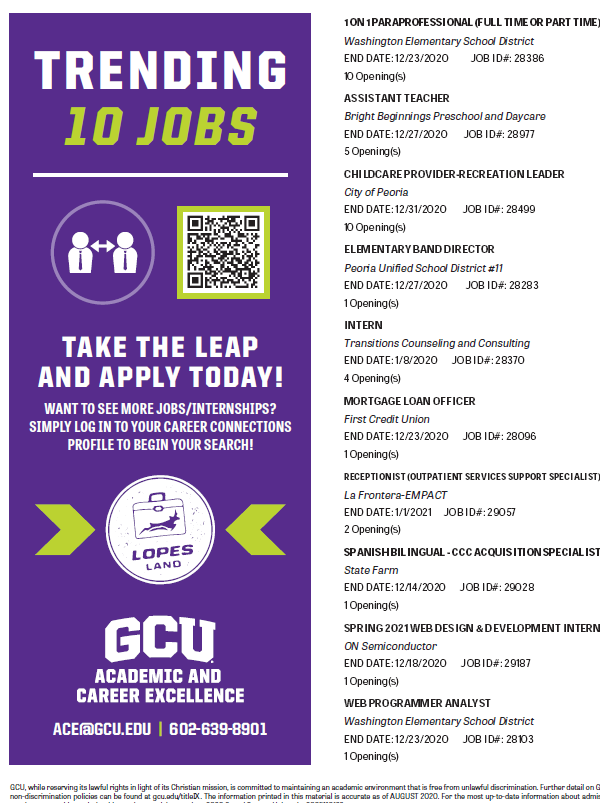 TRENDING
10 JOBS
TAKE THE LEAP
AND APPLY TODAY!
WANT TO SEE MORE JOBS/INTERNSHIPS?
SIMPLY LOG IN TO YOUR CAREER CONNECTIONS
PROFILE TO BEGIN YOUR SEARCH!
LOPES
LAND
GCU
ACADEMIC AND
CAREER EXCELLENCE
ACE@GCU.EDU | 602-639-8901
1 ON 1 PARAPROFESSIONAL (FULL TIME OR PART TIME)
Washington Elementary School District
END DATE: 12/23/2020 JOB ID#: 28386
10 Opening(s)
ASSISTANT TEACHER
Bright Beginnings Preschool and Daycare
END DATE: 12/27/2020 JOB ID#: 28977
5 Opening(s)
CHILDCARE PROVIDER-RECREATION LEADER
City of Peoria
END DATE: 12/31/2020 JOB ID#: 28499
10 Opening(s)
ELEMENTARY BAND DIRECTOR
Peoria Unified School District #11
END DATE: 12/27/2020 JOB ID#: 28283
1 Opening(s)
INTERN
Transitions Counseling and Consulting
END DATE: 1/8/2020 JOB ID#: 28370
4 Opening(s)
MORTGAGE LOAN OFFICER
First Credit Union
END DATE: 12/23/2020 JOB ID#: 28096
1 Opening(s)
RECEPTIONIST (OUTPATIENT SERVICES SUPPORT SPECIALIST)
La Frontera-EMPACT
END DATE: 1/1/2021 JOB ID#: 29057
2 Opening(s)
SPANISH BILINGUAL - CCC ACQUISITION SPECIALIST
State Farm
END DATE: 12/14/2020 JOB ID#: 29028
1 Opening(s)
SPRING 2021 WEB DESIGN & DEVELOPMENT INTERN
ON Semiconductor
END DATE: 12/18/2020 JOB ID#: 29187
1 Opening(s)
WEB PROGRAMMER ANALYST
Washington Elementary School District
END DATE: 12/23/2020 JOB ID#: 28103
1 Opening(s)
GCU, while reserving its lawful rights in light of its Christian mission, is committed to maintaining an academic environment that is free from unlawful discrimination. Further detail on G
non-discrimination policies can be found at gcu.edu/titleIX. The information printed in this material is accurate as of AUGUST 2020. For the most up-to-date information about admis